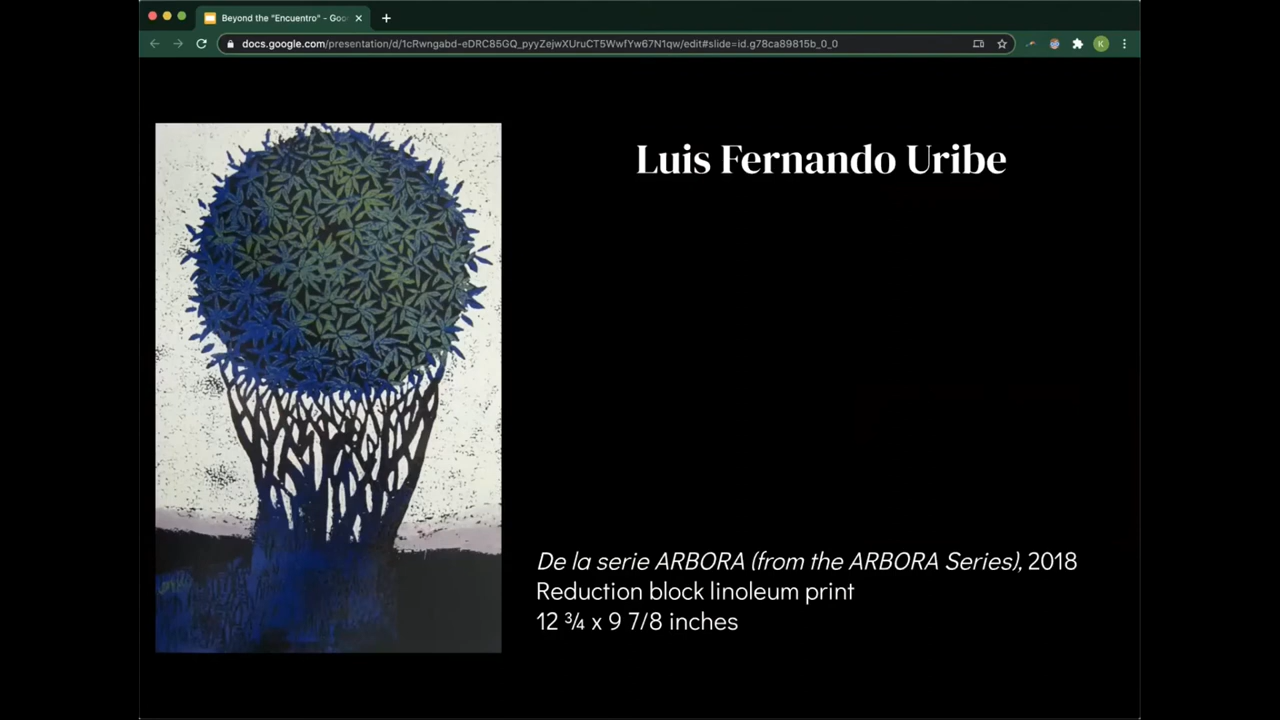 Beyond the "Encuentro" - Goo
docs.google.com/presentation/d/1cRwngabd-eDRC85GQ_pyyZejwXUruCT5WwfYw67N1qw/edit#slide=id.g78ca89815b_0_0
K
Luis Fernando Uribe
De la serie ARBORA (from the ARBORA Series), 2018
Reduction block linoleum print
12 ¾ x 9 7/8 inches